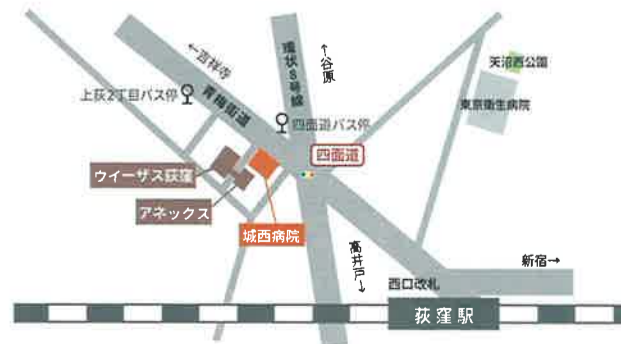 ←吉祥寺
環状8号線
↑谷原
天沼西公園
上荻2丁目バス停
青梅街道
東京衛生病院
四面道バス停
四面道
ウイーザス荻窪
アネックス
城西病院
高井戸→
新宿→
西口改札
荻窪駅